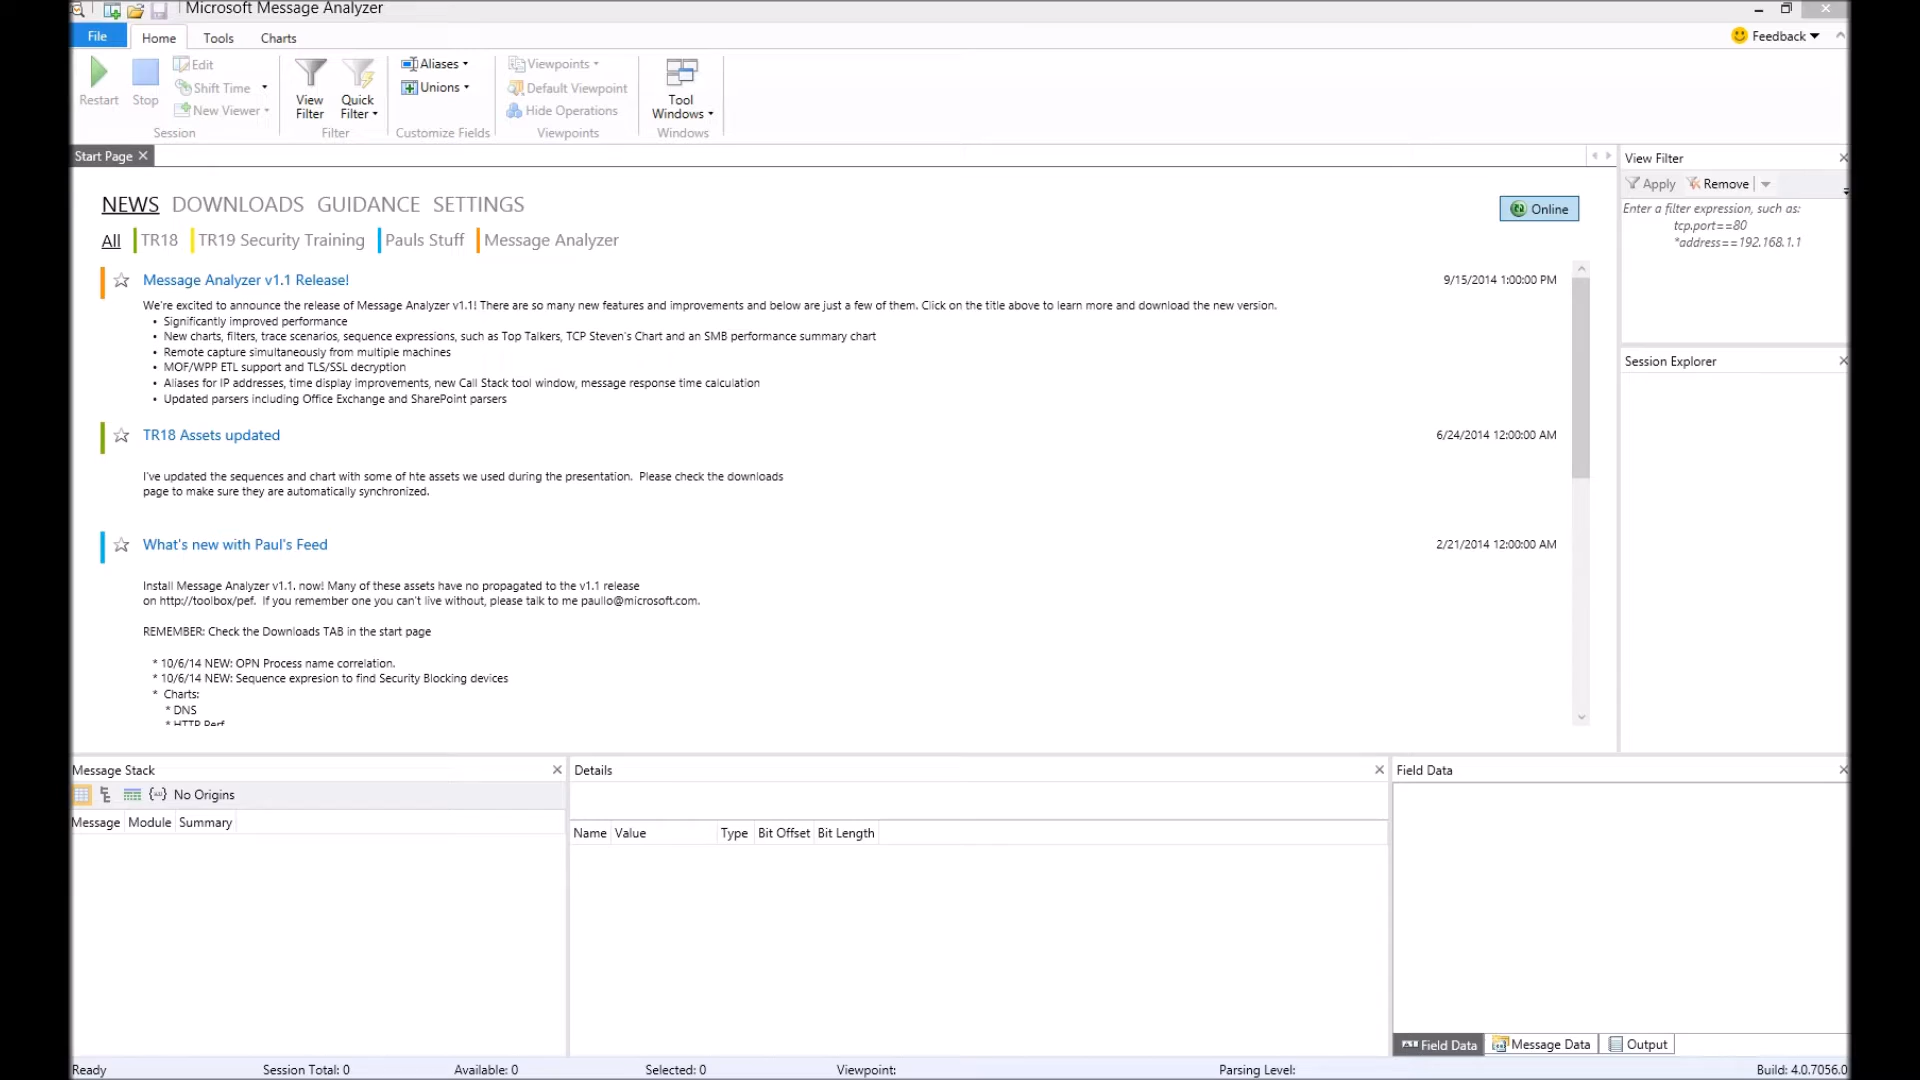 Microsoft Message Analyzer
File Home Tools Charts
Feedback
Restart
Stop
Edit
Shift Time
New Viewer
Session
View Filter
Quick Filter
Filter
Aliases
Unions
Customize Fields
Viewpoints
Default Viewpoint
Hide Operations
Viewpoints
Tool Windows
Windows
Start Page
NEWS DOWNLOADS GUIDANCE SETTINGS
Online
All TR18 TR19 Security Training Pauls Stuff Message Analyzer
Message Analyzer v1.1 Release! 9/15/2014 1:00:00 PM
We're excited to announce the release of Message Analyzer v1.1! There are so many new features and improvements and below are just a few of them. Click on the title above to learn more and download the new version.
• Significantly improved performance
• New charts, filters, trace scenarios, sequence expressions, such as Top Talkers, TCP Steven's Chart and an SMB performance summary chart
• Remote capture simultaneously from multiple machines
• MOF/WPP ETL support and TLS/SSL decryption
• Aliases for IP addresses, time display improvements, new Call Stack tool window, message response time calculation
• Updated parsers including Office Exchange and SharePoint parsers
TR18 Assets updated 6/24/2014 12:00:00 AM
I've updated the sequences and chart with some of hte assets we used during the presentation. Please check the downloads
page to make sure they are automatically synchronized.
What's new with Paul's Feed 2/21/2014 12:00:00 AM
Install Message Analyzer v1.1. now! Many of these assets have no propagated to the v1.1 release
on http://toolbox/pef. If you remember one you can't live without, please talk to me paullo@microsoft.com.
REMEMBER: Check the Downloads TAB in the start page
* 10/6/14 NEW: OPN Process name correlation.
* 10/6/14 NEW: Sequence expresion to find Security Blocking devices
* Charts:
* DNS
* HTTP Perf
View Filter
Apply Remove
Enter a filter expression, such as:
tcp.port==80
*address==192.168.1.1
Session Explorer
Message Stack
No Origins
Message Module Summary
Details
Name Value Type Bit Offset Bit Length
Field Data
Field Data Message Data Output
Ready Session Total: 0 Available: 0 Selected: 0 Viewpoint: Parsing Level: Build: 4.0.7056.0